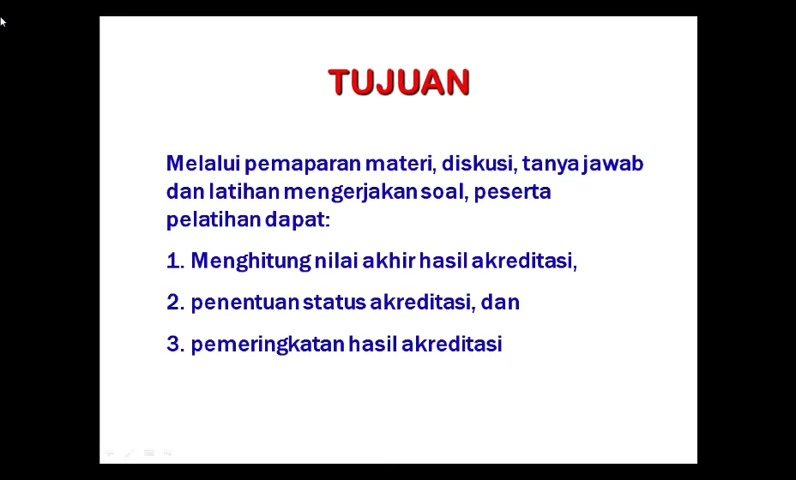 TUJUAN
Melalui pemaparan materi, diskusi, tanya jawab
dan latihan mengerjakan soal, peserta
pelatihan dapat:
1. Menghitung nilai akhir hasil akreditasi,
2. penentuan status akreditasi, dan
3. pemeringkatan hasil akreditasi